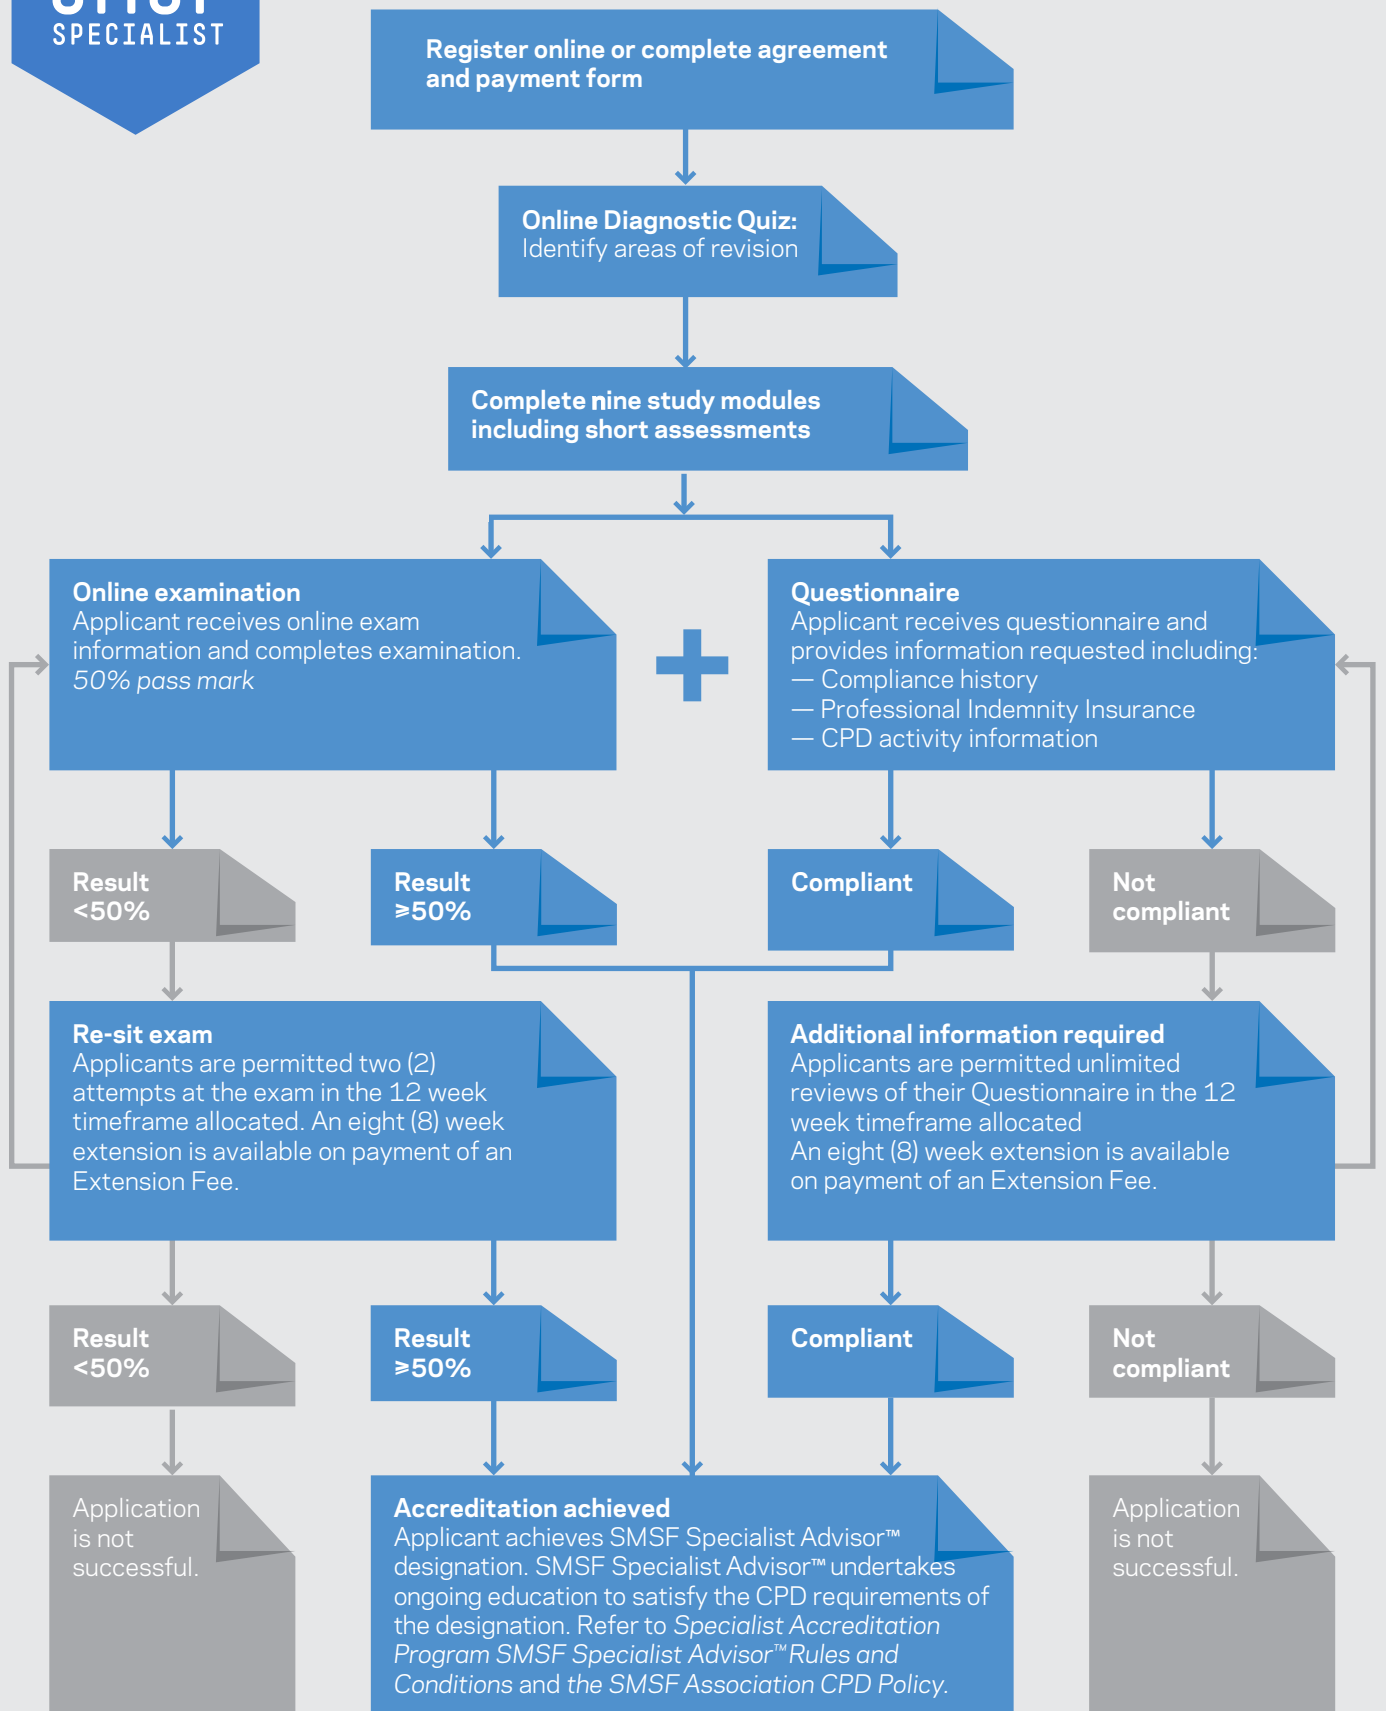 SPECIALIST
Register online or complete agreement
and payment form
Online Diagnostic Quiz:
Identify areas of revision
Complete nine study modules
including short assessments
Online examination
Applicant receives online exam
information and completes examination.
50% pass mark
Questionnaire
Applicant receives questionnaire and
provides information requested including:
— Compliance history
— Professional Indemnity Insurance
— CPD activity information
Result
<50%
Result
≥50%
Compliant
Not
compliant
Re-sit exam
Applicants are permitted two (2)
attempts at the exam in the 12 week
timeframe allocated. An eight (8) week
extension is available on payment of an
Extension Fee.
Additional information required
Applicants are permitted unlimited
reviews of their Questionnaire in the 12
week timeframe allocated
An eight (8) week extension is available
on payment of an Extension Fee.
Result
<50%
Result
≥50%
Compliant
Not
compliant
Application
is not
successful.
Accreditation achieved
Applicant achieves SMSF Specialist Advisor™
designation. SMSF Specialist Advisor™ undertakes
ongoing education to satisfy the CPD requirements of
the designation. Refer to Specialist Accreditation
Program SMSF Specialist Advisor™ Rules and
Conditions and the SMSF Association CPD Policy.
Application
is not
successful.